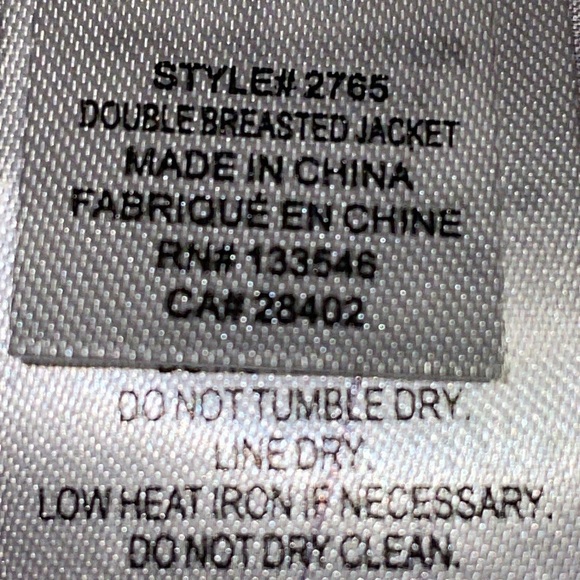 STYLE# 2765
DOUBLE BREASTED JACKET
MADE IN CHINA
FABRIQUÉ EN CHINE
RN# 133546
CA# 28402
DO NOT TUMBLE DRY.
LINE DRY.
LOW HEAT IRON IF NECESSARY.
DO NOT DRY CLEAN.